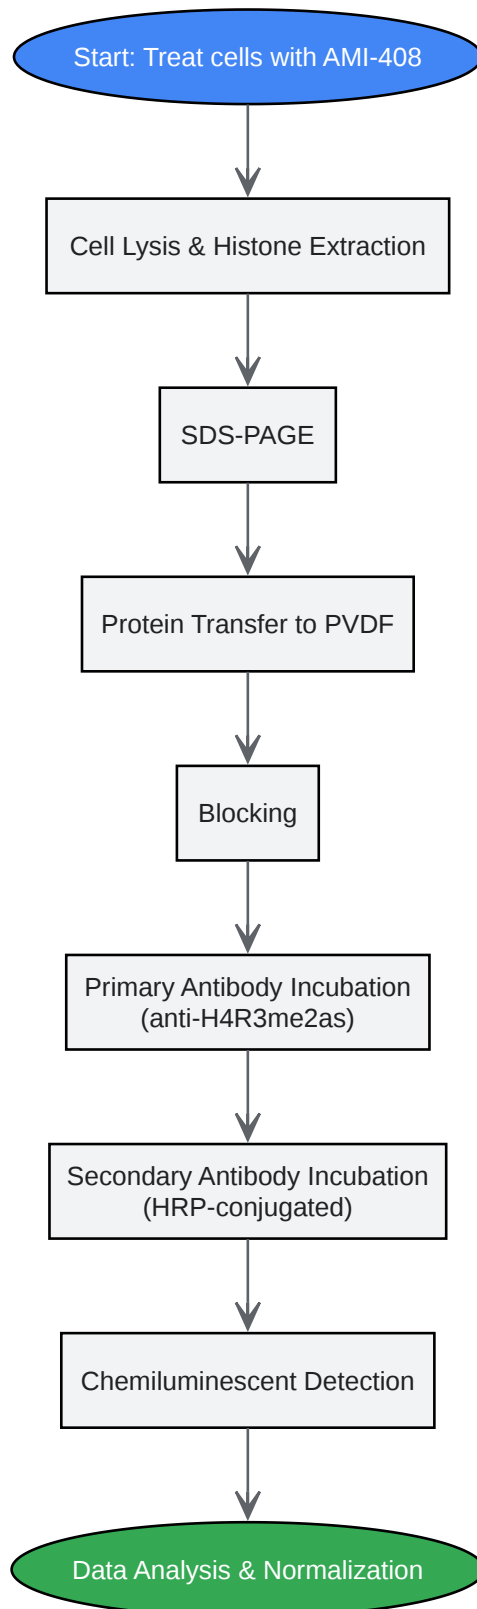 Start: Treat cells with AMI-408
Cell Lysis & Histone Extraction
SDS-PAGE
Protein Transfer to PVDF
Blocking
Primary Antibody Incubation
(anti-H4R3me2as)
Secondary Antibody Incubation
(HRP-conjugated)
Chemiluminescent Detection
Data Analysis & Normalization